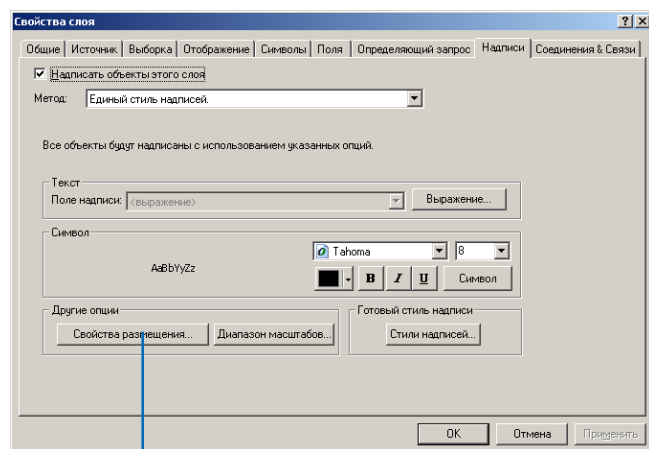 Свойства слоя
Общие Источник Выборка Отображение Символы Поля Определяющий запрос Надписи Соединения & Связи
Надписать объекты этого слоя
Метод: Единый стиль надписей.
Все объекты будут надписаны с использованием указанных опций.
Текст
Поле надписи: <выражение> Выражение...
Символ
AaBbYyZz
Tahoma 8
B I U Символ
Другие опции Готовый стиль надписи
Свойства размещения... Диапазон масштабов... Стили надписей...
OK Отмена Применить